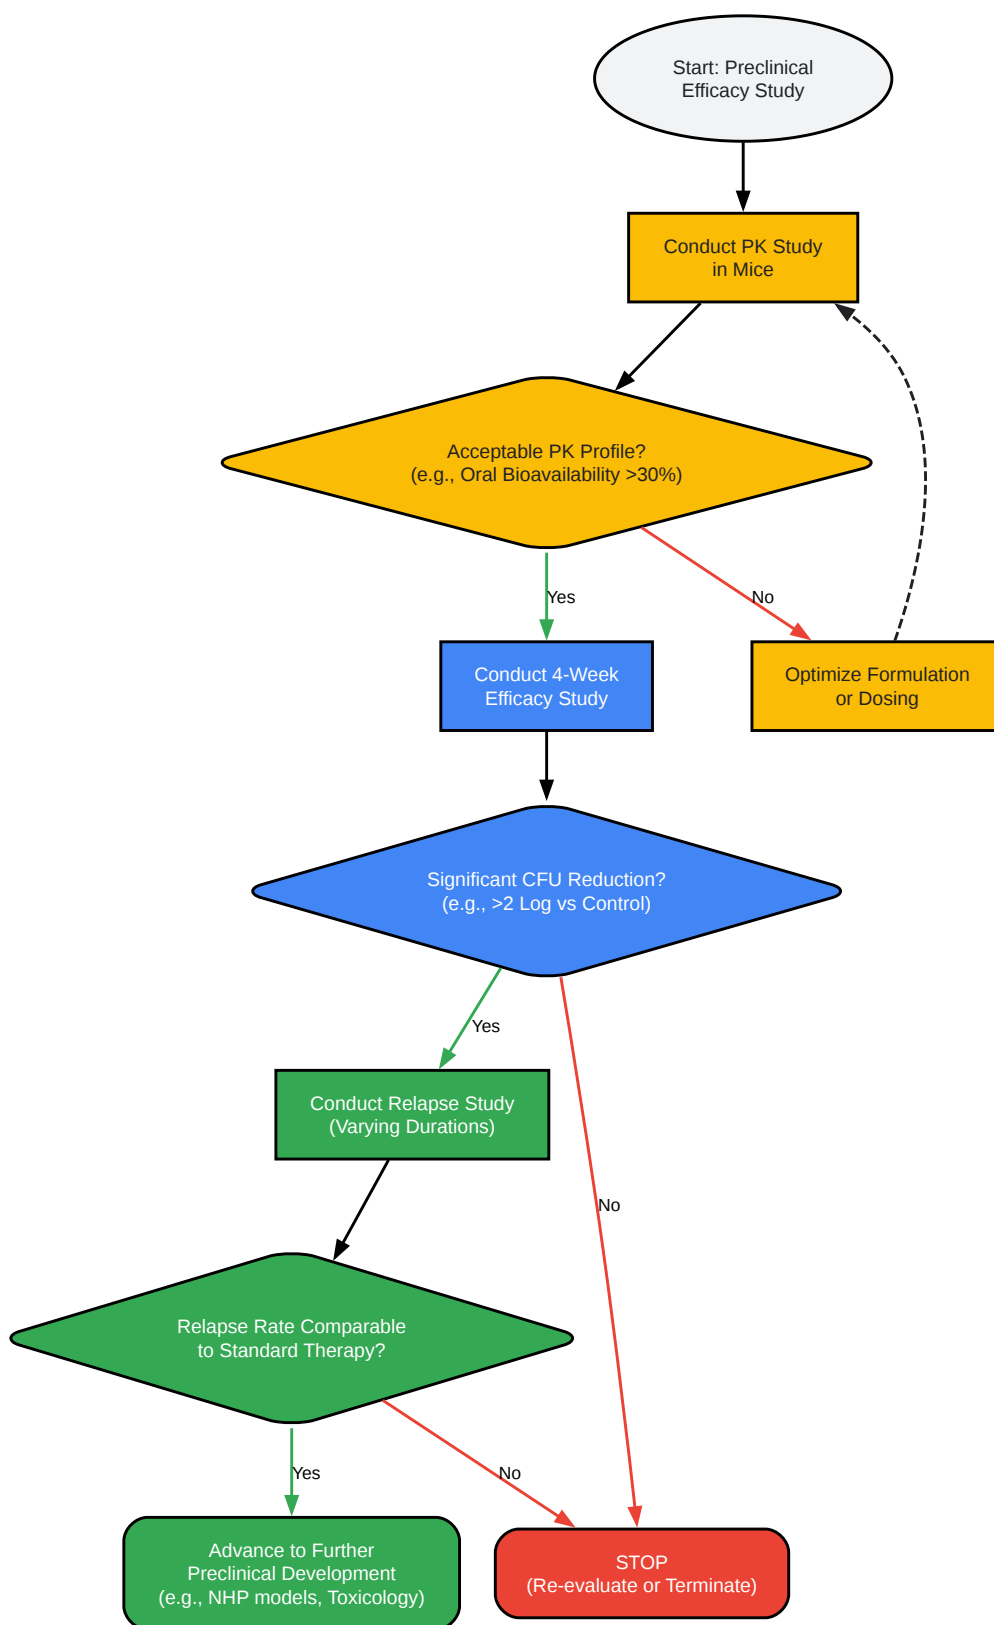 Start: Preclinical
Efficacy Study
Conduct PK Study
in Mice
Acceptable PK Profile?
(e.g., Oral Bioavailability >30%)
Yes
No
Conduct 4-Week
Efficacy Study
Optimize Formulation
or Dosing
Significant CFU Reduction?
(e.g., >2 Log vs Control)
Yes
Conduct Relapse Study
(Varying Durations)
No
Relapse Rate Comparable
to Standard Therapy?
Yes
No
Advance to Further
Preclinical Development
(e.g., NHP models, Toxicology)
STOP
(Re-evaluate or Terminate)